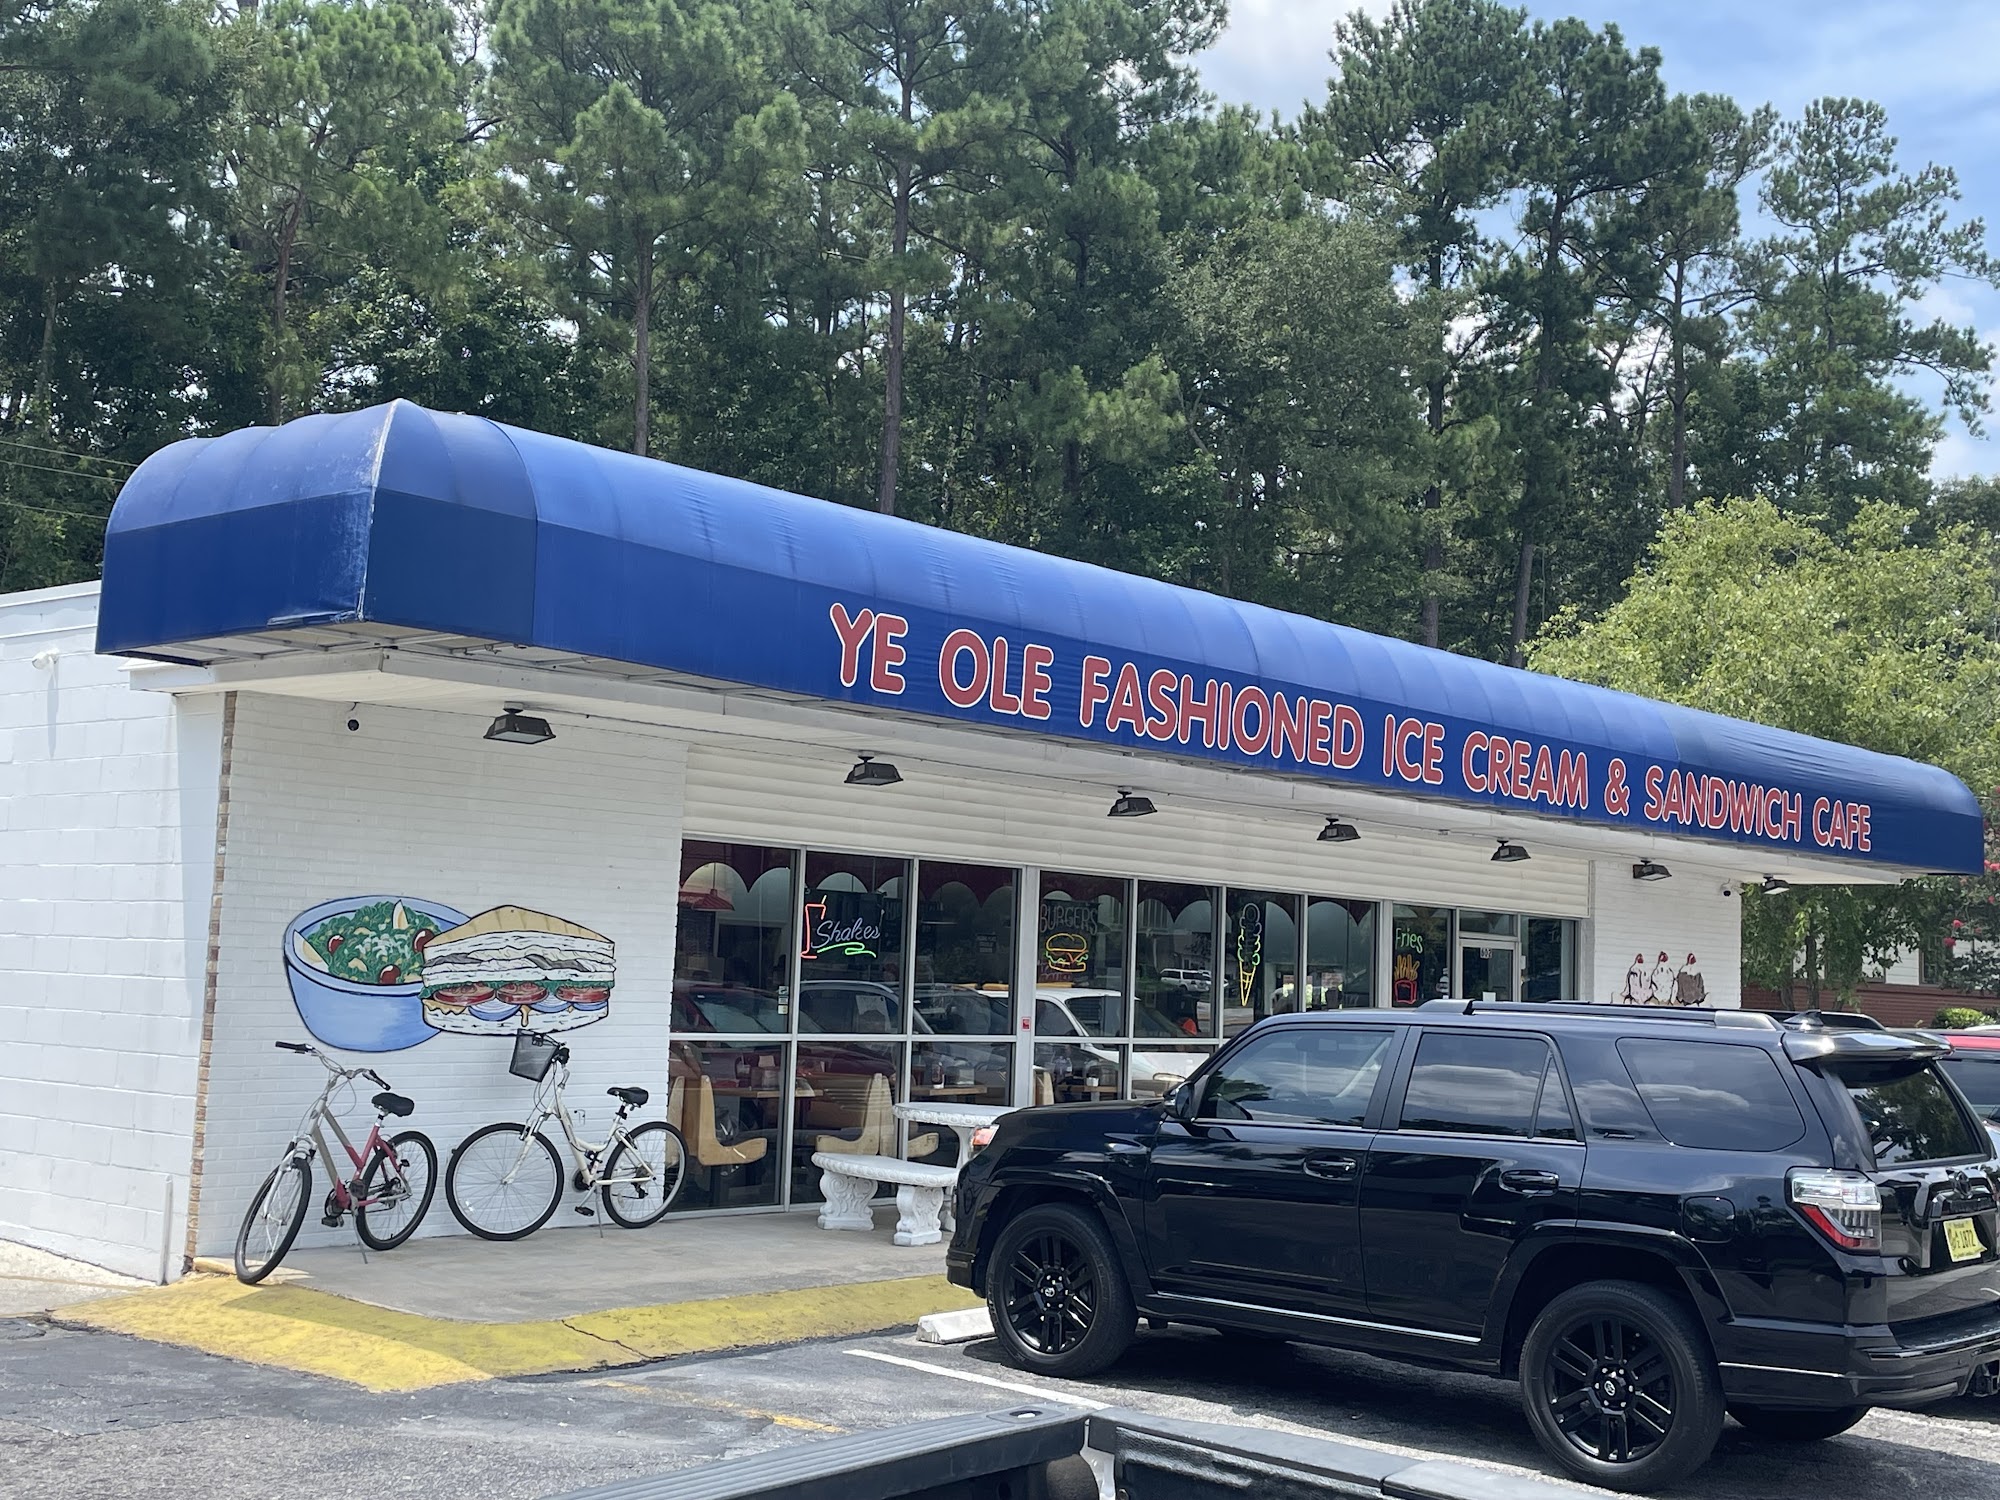 YE OLE FASHIONED ICE CREAM & SANDWICH CAFE
Shakes
BURGERS
Fries